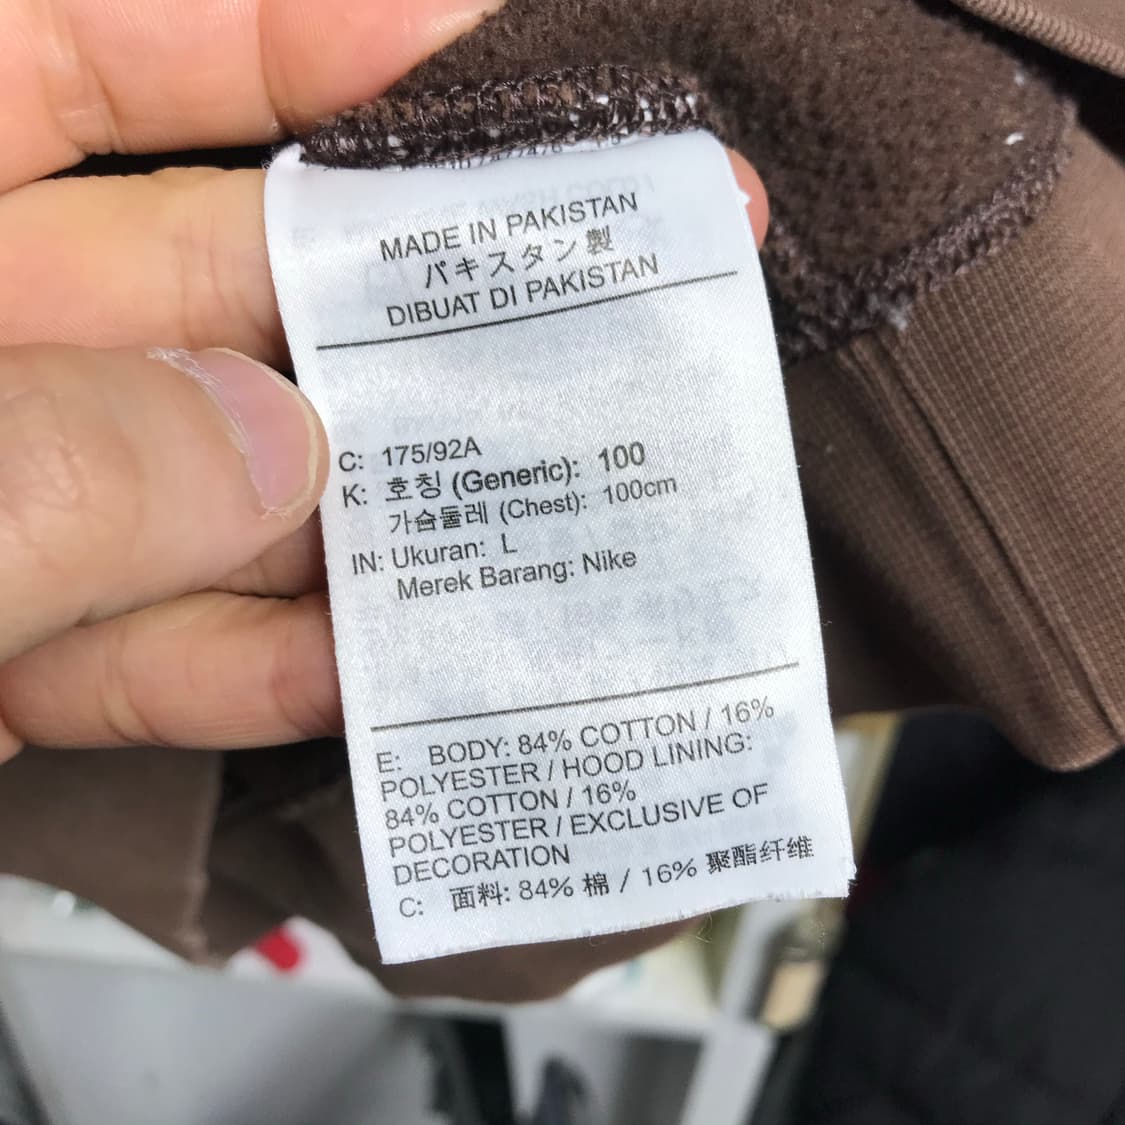 MADE IN PAKISTAN
パキスタン製
DIBUAT DI PAKISTAN
C: 175/92A
K: 호칭 (Generic): 100
가슴둘레 (Chest): 100cm
IN: Ukuran: L
Merek Barang: Nike
E: BODY: 84% COTTON / 16%
POLYESTER / HOOD LINING:
84% COTTON / 16%
POLYESTER / EXCLUSIVE OF
DECORATION
C: 面料: 84% 棉 / 16% 聚酯纤维